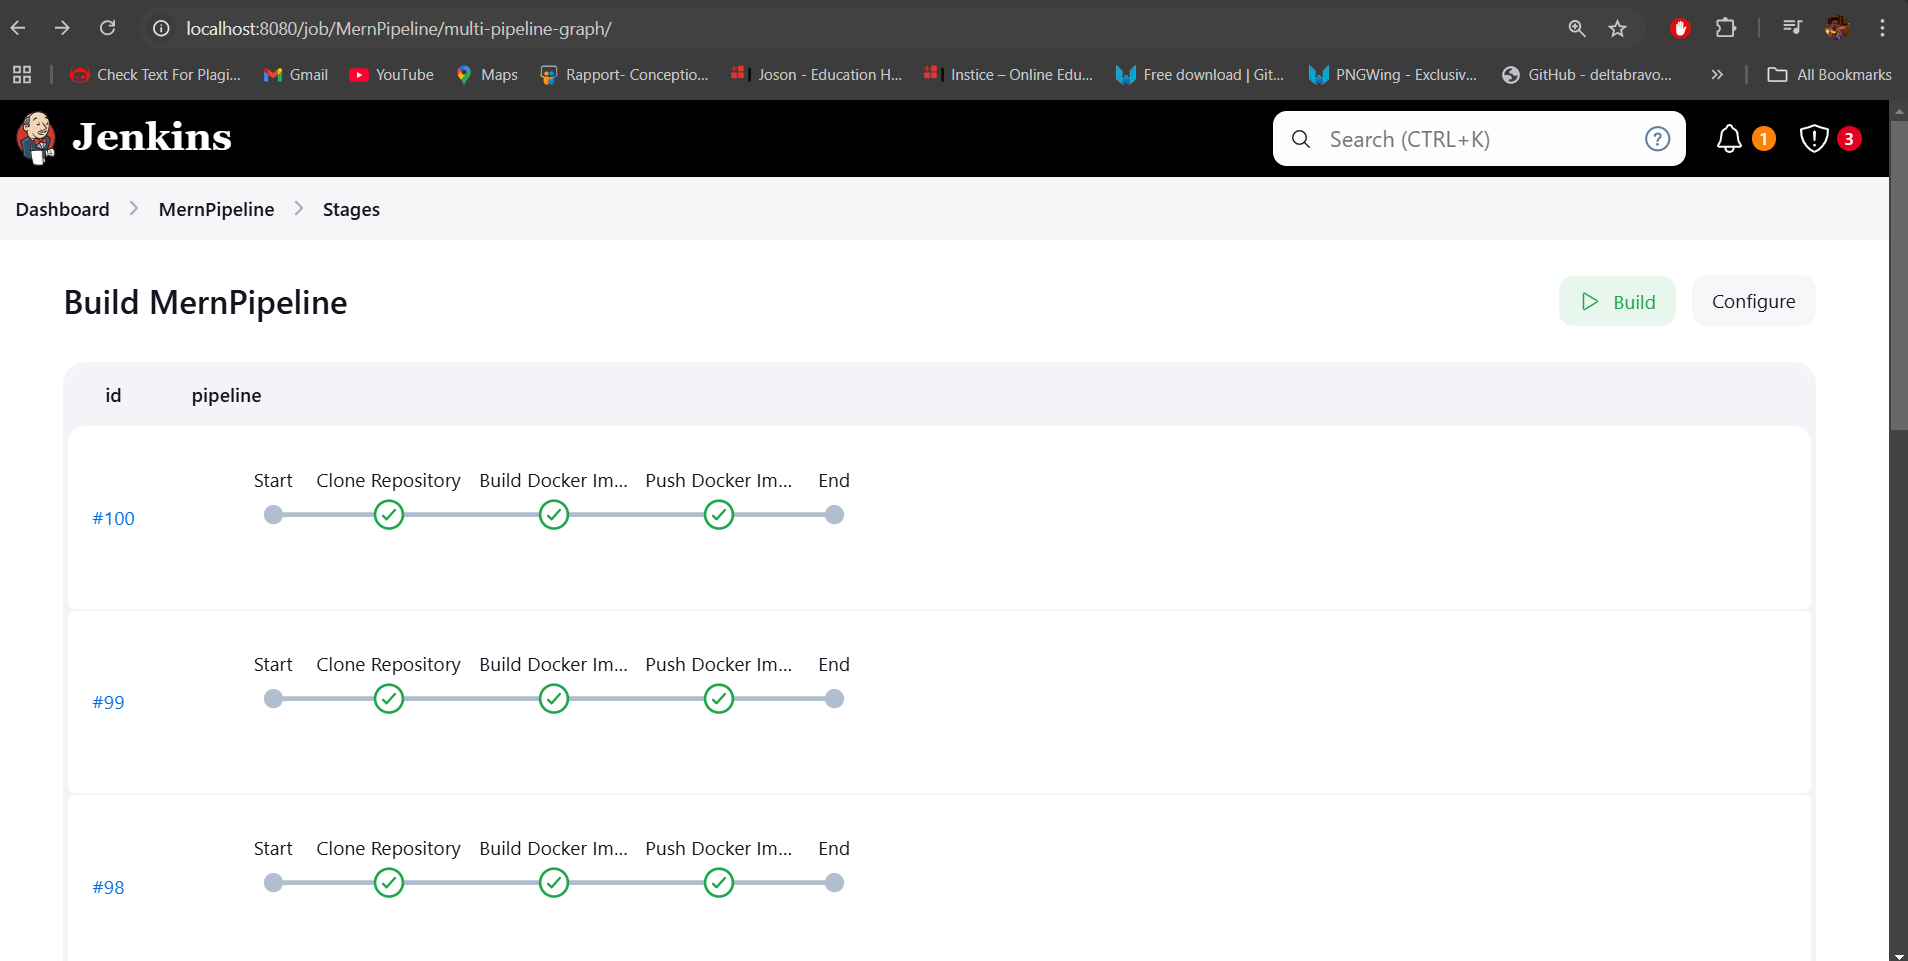 localhost:8080/job/MernPipeline/multi-pipeline-graph/
Check Text For Plagi... Gmail YouTube Maps Rapport- Conceptio... Joson - Education H... Instice – Online Edu... Free download | Git... PNGWing - Exclusiv... GitHub - deltabravo... » All Bookmarks
Jenkins Search (CTRL+K) ? 1 3
Dashboard MernPipeline Stages
Build MernPipeline Build Configure
id pipeline
Start Clone Repository Build Docker Im... Push Docker Im... End
#100
Start Clone Repository Build Docker Im... Push Docker Im... End
#99
Start Clone Repository Build Docker Im... Push Docker Im... End
#98